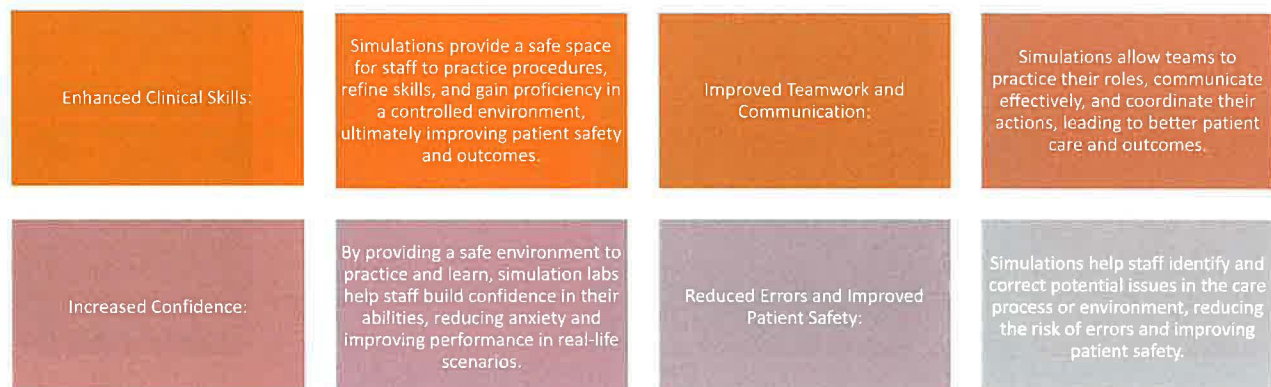 Enhanced Clinical Skills:
Simulations provide a safe space
for staff to practice procedures,
refine skills, and gain proficiency in
a controlled environment,
ultimately improving patient safety
and outcomes.
Improved Teamwork and
Communication:
Simulations allow teams to
practice their roles, communicate
effectively, and coordinate their
actions, leading to better patient
care and outcomes.
Increased Confidence:
By providing a safe environment to
practice and learn, simulation labs
help staff build confidence in their
abilities, reducing anxiety and
improving performance in real-life
scenarios.
Reduced Errors and Improved
Patient Safety:
Simulations help staff identify and
correct potential issues in the care
process or environment, reducing
the risk of errors and improving
patient safety.